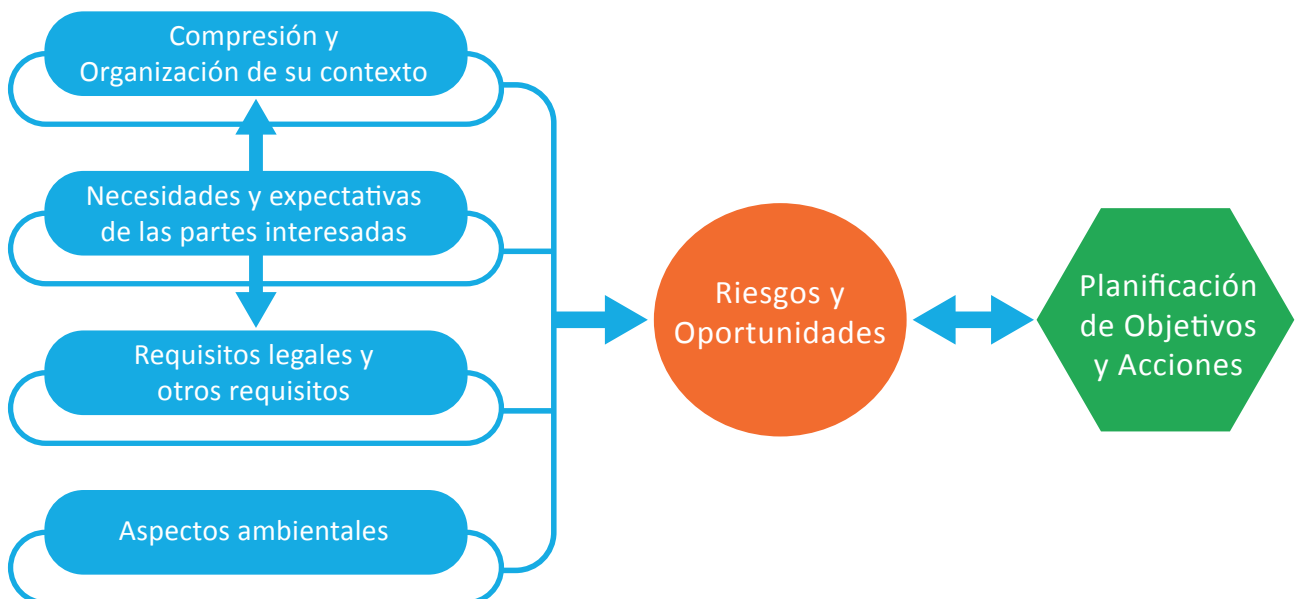 Compresión y
Organización de su contexto
Necesidades y expectativas
de las partes interesadas
Requisitos legales y
otros requisitos
Aspectos ambientales
Riesgos y
Oportunidades
Planificación
de Objetivos
y Acciones